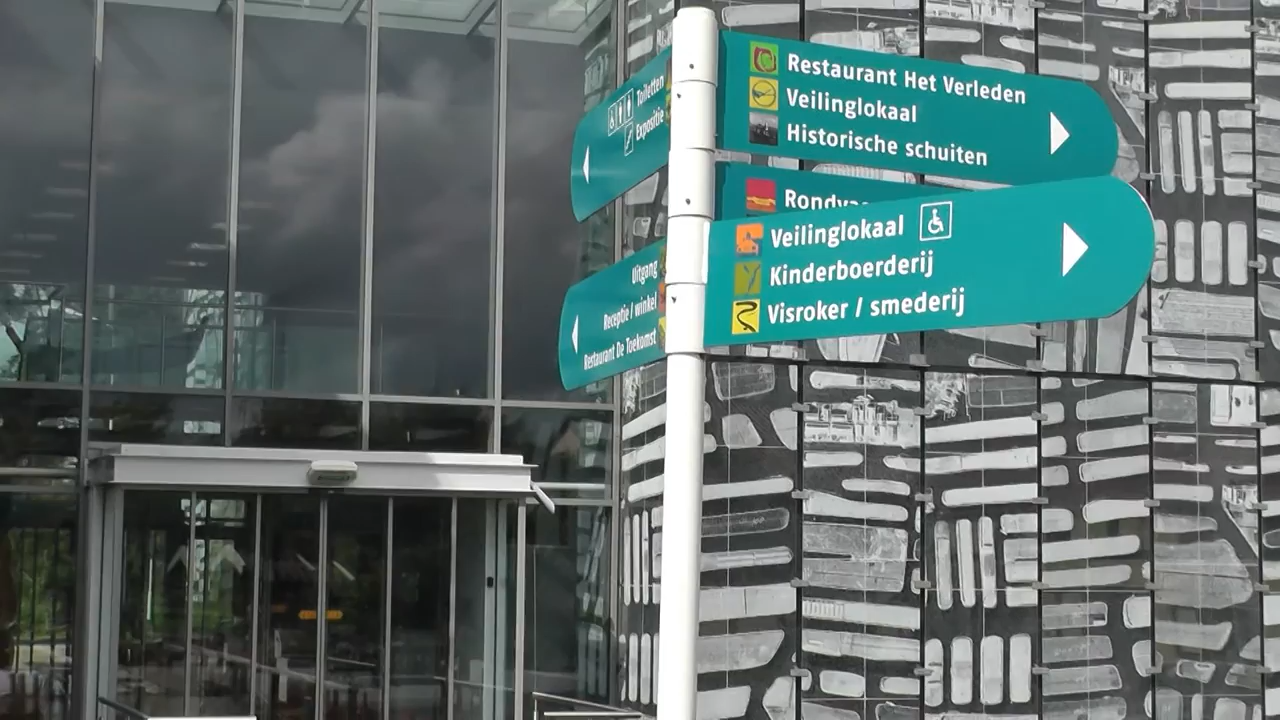 Toiletten
Expositie
Restaurant Het Verleden
Veilinglokaal
Historische schuiten
Veilinglokaal
Kinderboerderij
Visroker / smederij
Uitgang
Receptie / winkel
Restaurant De Toekomst